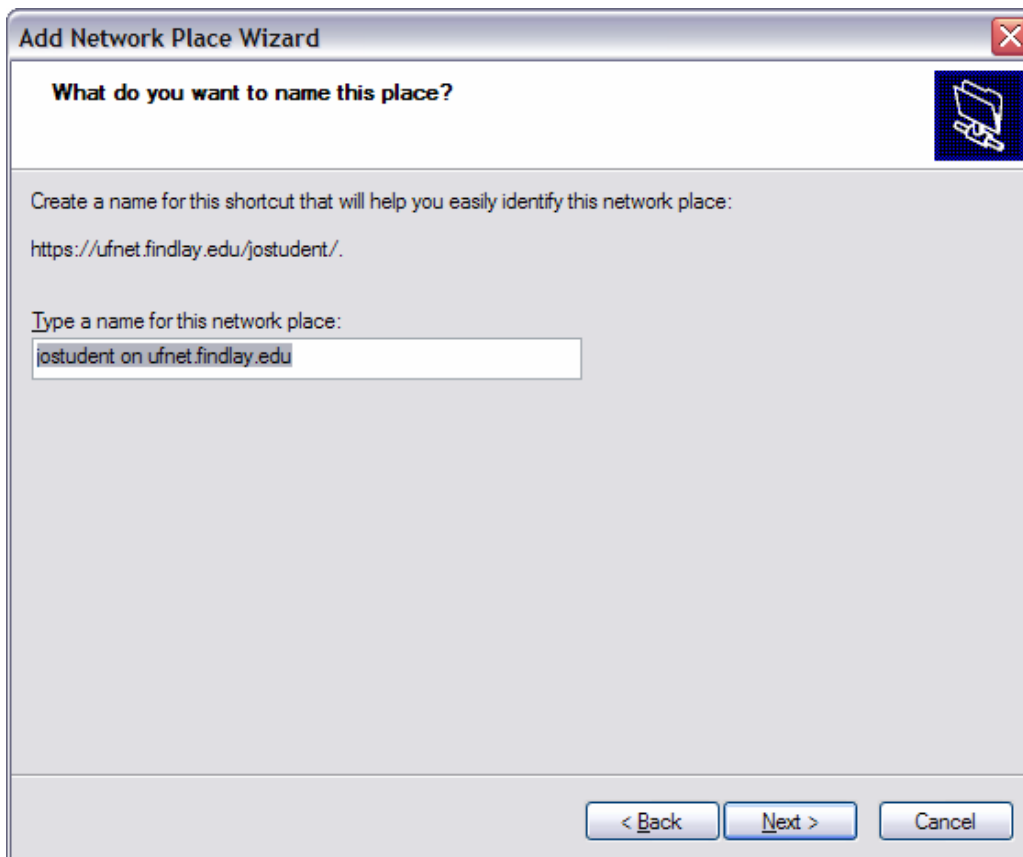 Add Network Place Wizard
What do you want to name this place?
Create a name for this shortcut that will help you easily identify this network place:
https://ufnet.findlay.edu/jostudent/.
Type a name for this network place:
jostudent on ufnet.findlay.edu
< Back
Next >
Cancel